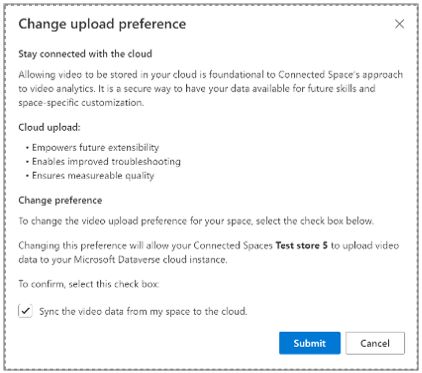 Change upload preference
Stay connected with the cloud
Allowing video to be stored in your cloud is foundational to Connected Space's approach
to video analytics. It is a secure way to have your data available for future skills and
space-specific customization.
Cloud upload:
• Empowers future extensibility
• Enables improved troubleshooting
• Ensures measureable quality
Change preference
To change the video upload preference for your space, select the check box below.
Changing this preference will allow your Connected Spaces Test store 5 to upload video
data to your Microsoft Dataverse cloud instance.
To confirm, select this check box:
Sync the video data from my space to the cloud.
Submit
Cancel